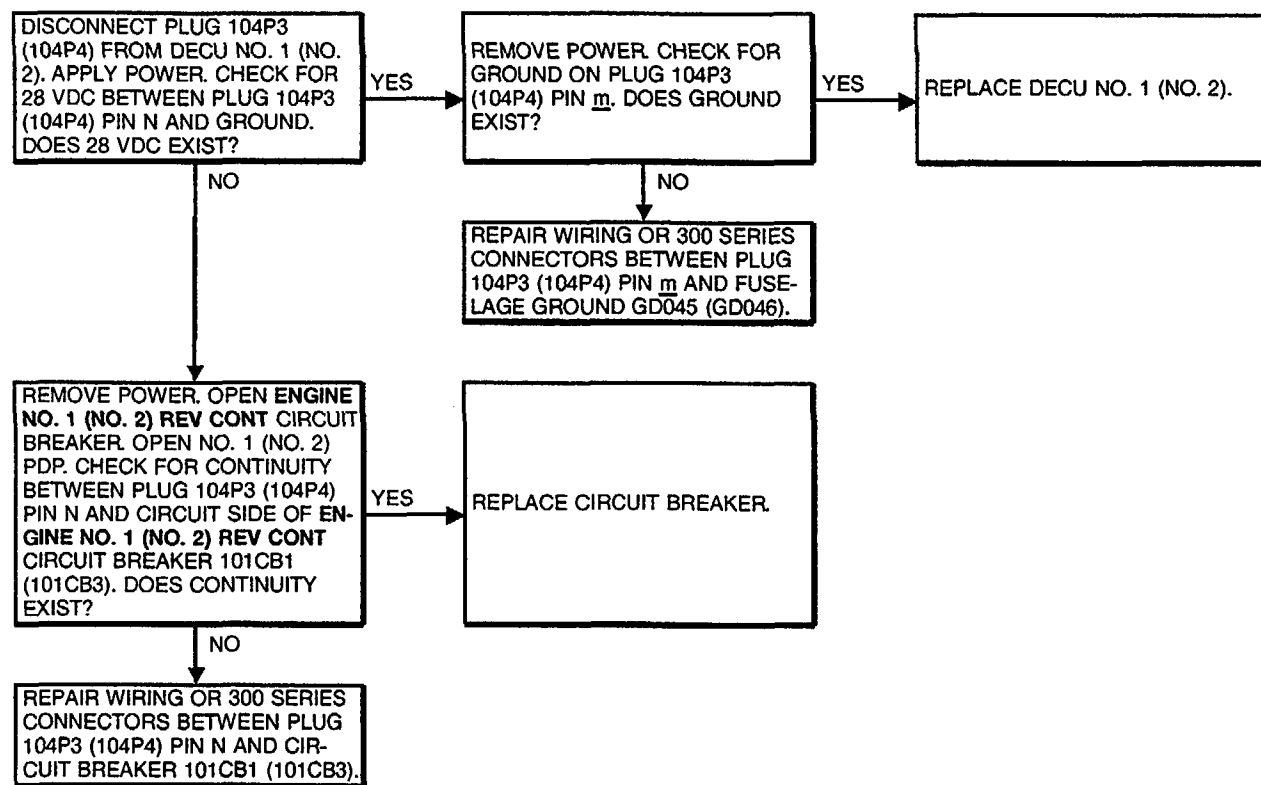 DISCONNECT PLUG 104P3
(104P4) FROM DECU NO. 1 (NO.
2). APPLY POWER. CHECK FOR
28 VDC BETWEEN PLUG 104P3
(104P4) PIN N AND GROUND.
DOES 28 VDC EXIST?
YES
REMOVE POWER. CHECK FOR
GROUND ON PLUG 104P3
(104P4) PIN m. DOES GROUND
EXIST?
YES
REPLACE DECU NO. 1 (NO. 2).
NO
NO
REPAIR WIRING OR 300 SERIES
CONNECTORS BETWEEN PLUG
104P3 (104P4) PIN m AND FUSE-
LAGE GROUND GD045 (GD046).
REMOVE POWER. OPEN ENGINE
NO. 1 (NO. 2) REV CONT CIRCUIT
BREAKER. OPEN NO. 1 (NO. 2)
PDP. CHECK FOR CONTINUITY
BETWEEN PLUG 104P3 (104P4)
PIN N AND CIRCUIT SIDE OF EN-
GINE NO. 1 (NO. 2) REV CONT
CIRCUIT BREAKER 101CB1
(101CB3). DOES CONTINUITY
EXIST?
YES
REPLACE CIRCUIT BREAKER.
NO
REPAIR WIRING OR 300 SERIES
CONNECTORS BETWEEN PLUG
104P3 (104P4) PIN N AND CIR-
CUIT BREAKER 101CB1 (101CB3).